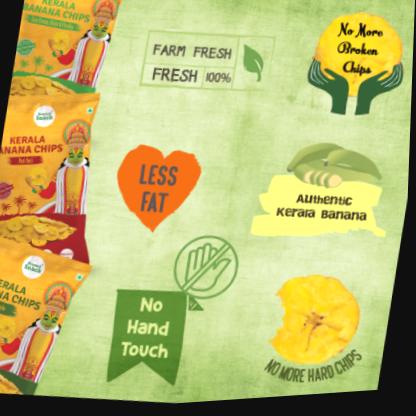 KERALA
BANANA CHIPS
FARM FRESH
FRESH 100%
No More
Broken
Chips
KERALA
BANANA CHIPS
LESS
FAT
Authentic
Kerala Banana
KERALA
BANANA CHIPS
No
Hand
Touch
NO MORE HARD CHIPS